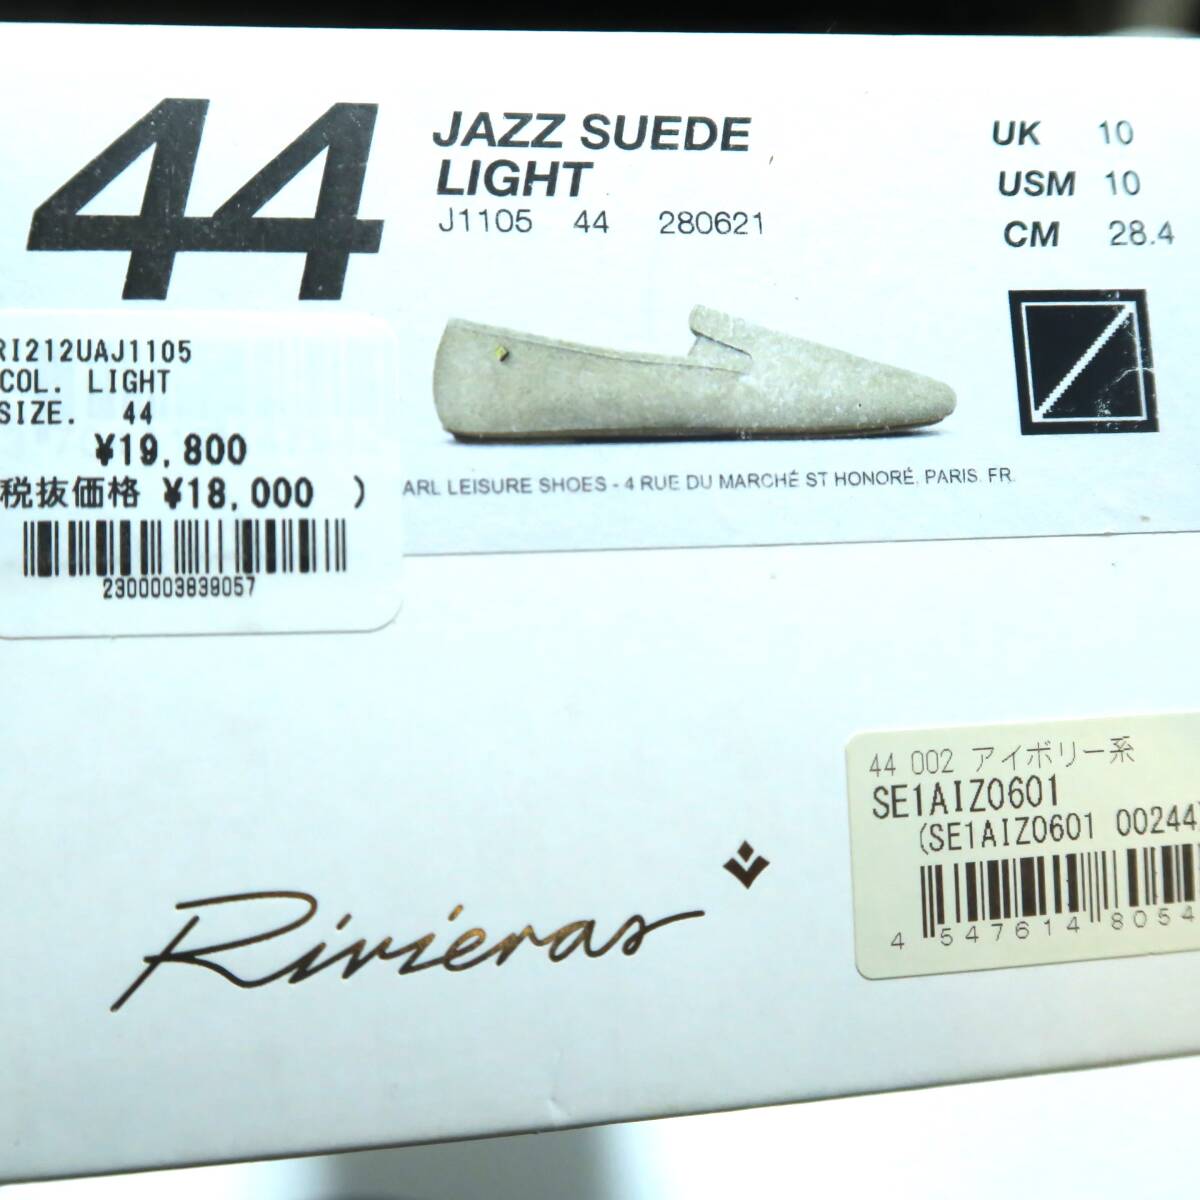 44
JAZZ SUEDE
LIGHT
J1105 44 280621
UK 10
USM 10
CM 28.4
RI212UAJ1105
COL. LIGHT
SIZE. 44
¥19,800
税抜価格 ¥18,000 )
2300003839057
ARL LEISURE SHOES - 4 RUE DU MARCHÉ ST HONORÉ, PARIS. FR.
44 002 アイボリー系
SE1AIZ0601
(SE1AIZ0601 00244)
4 547614 8054
Rivieras